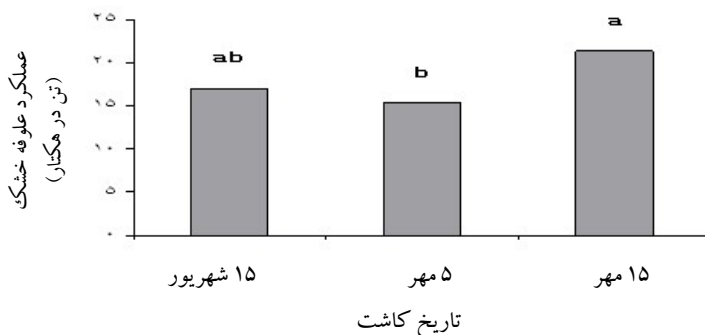 عملکرد علوفه خشک
(تن در هکتار)
۲۵
۲۰
۱۵
۱۰
۵
۰
ab
b
a
۱۵ شهریور
۵ مهر
۱۵ مهر
تاریخ کاشت